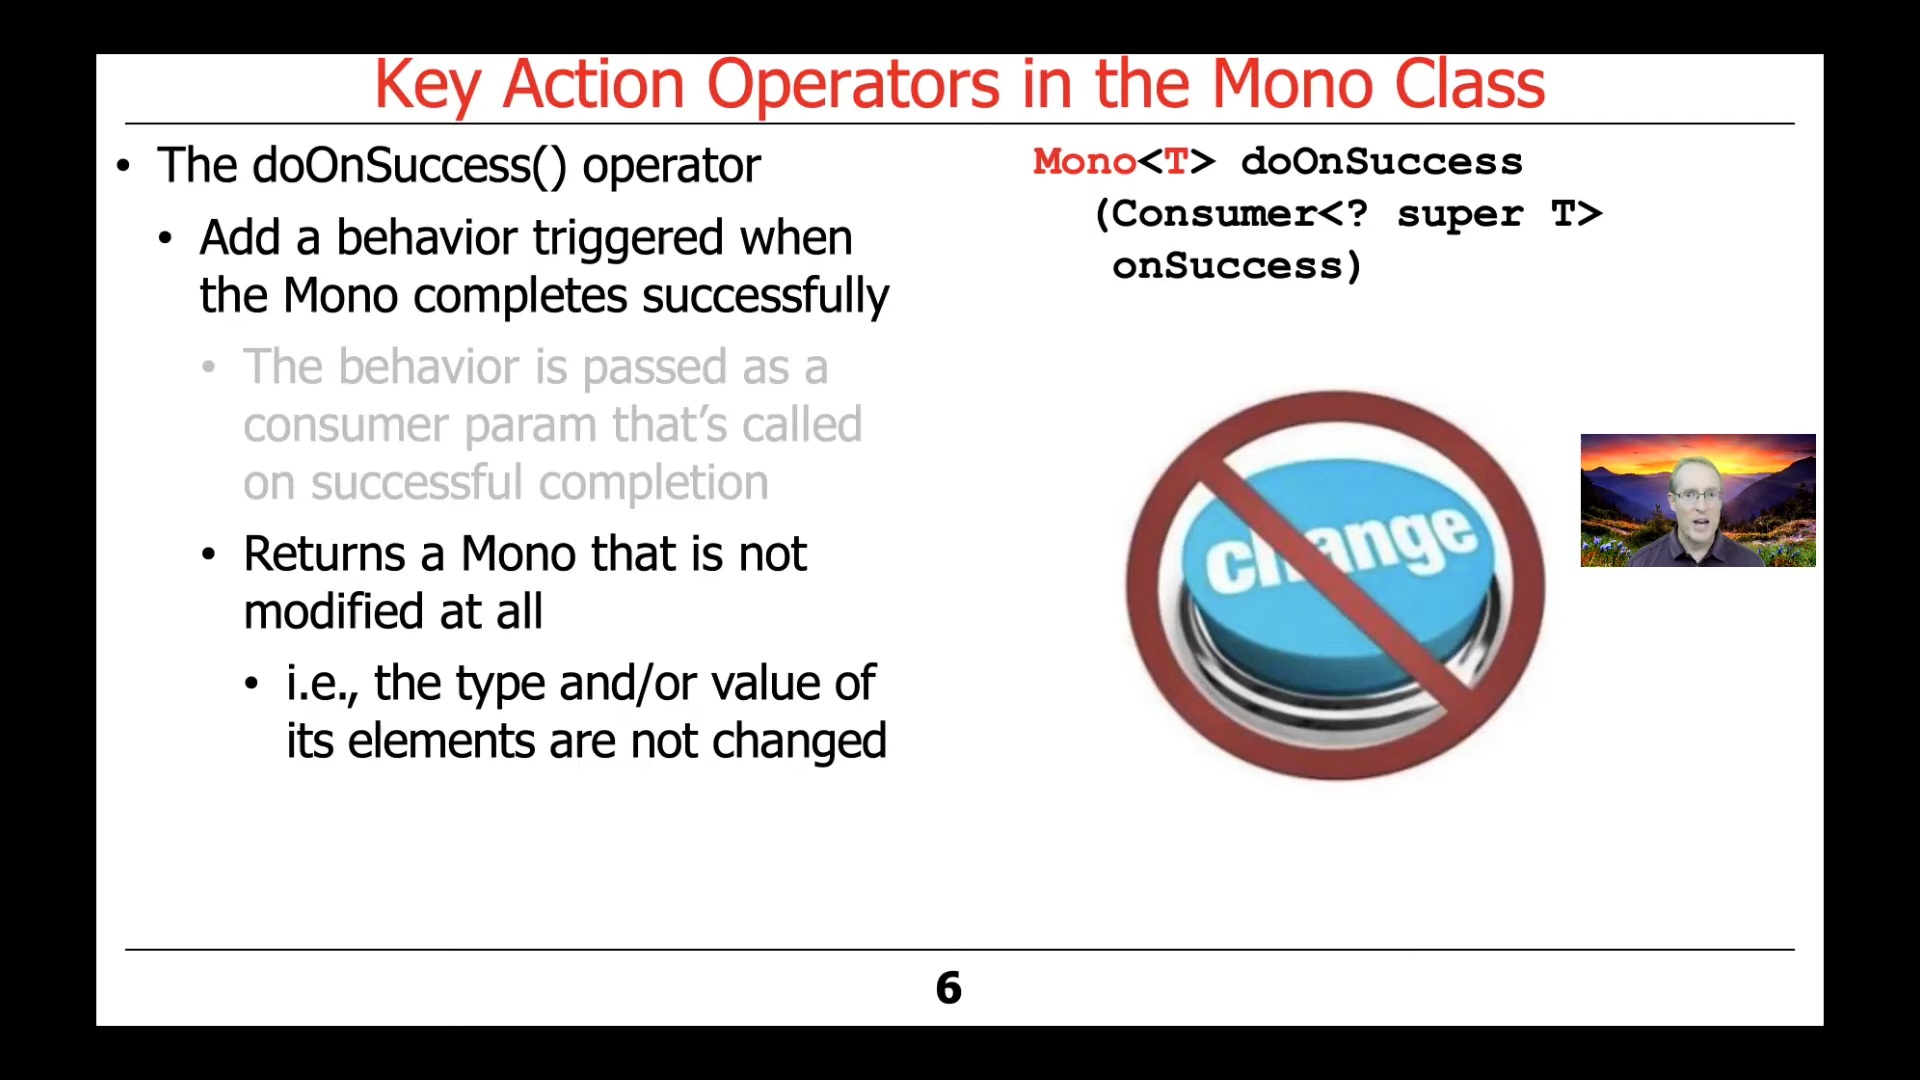 Key Action Operators in the Mono Class
• The doOnSuccess() operator
• Add a behavior triggered when
the Mono completes successfully
• The behavior is passed as a
consumer param that’s called
on successful completion
• Returns a Mono that is not
modified at all
• i.e., the type and/or value of
its elements are not changed
Mono<T> doOnSuccess
(Consumer<? super T>
onSuccess)
change
6